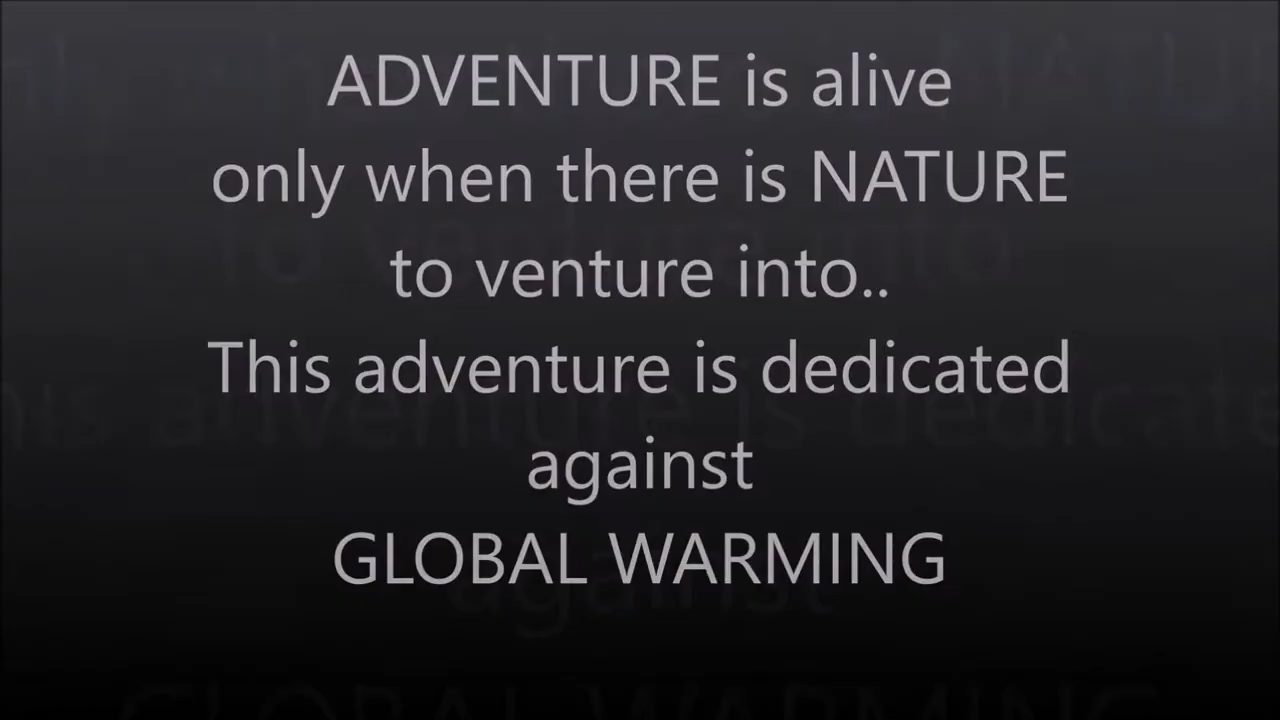 ADVENTURE is alive
only when there is NATURE
to venture into..
This adventure is dedicated
against
GLOBAL WARMING